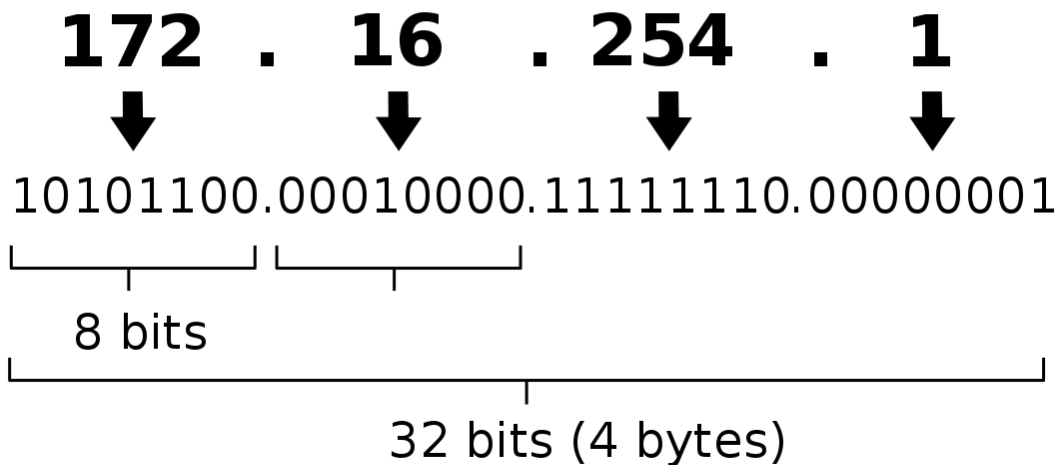 172 . 16 . 254 . 1
10101100.00010000.11111110.00000001
8 bits
32 bits (4 bytes)